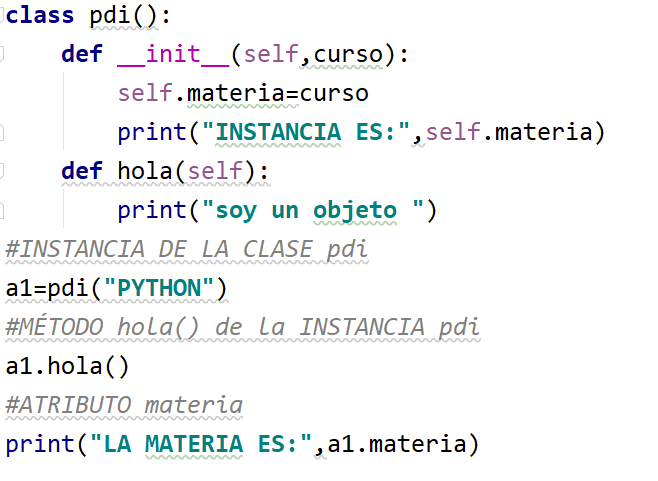 class pdi():
    def __init__(self,curso):
        self.materia=curso
        print("INSTANCIA ES:",self.materia)
    def hola(self):
        print("soy un objeto ")
#INSTANCIA DE LA CLASE pdi
a1=pdi("PYTHON")
#MÉTODO hola() de la INSTANCIA pdi
a1.hola()
#ATRIBUTO materia
print("LA MATERIA ES:",a1.materia)